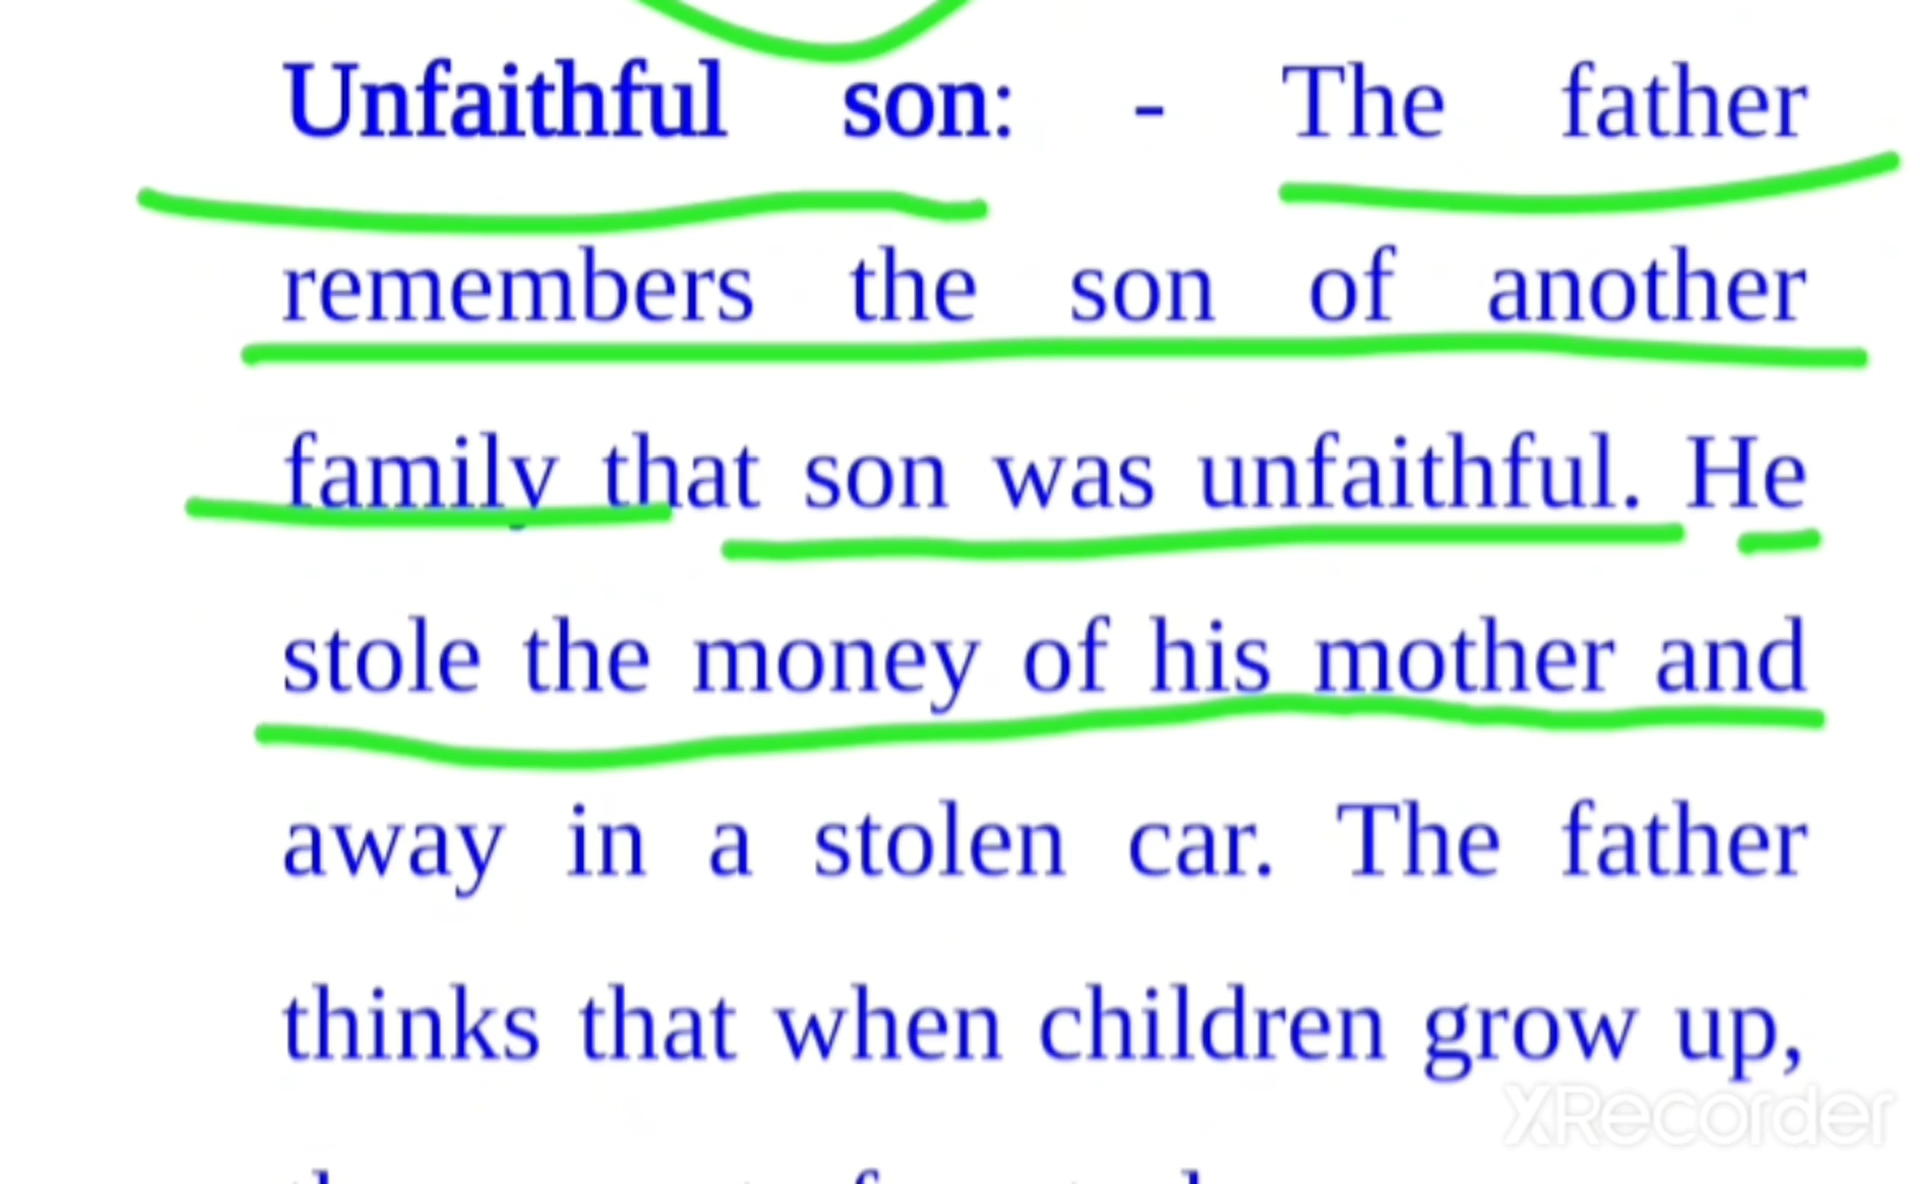 Unfaithful son: - The father
remembers the son of another
family that son was unfaithful. He
stole the money of his mother and
away in a stolen car. The father
thinks that when children grow up,
XRecorder